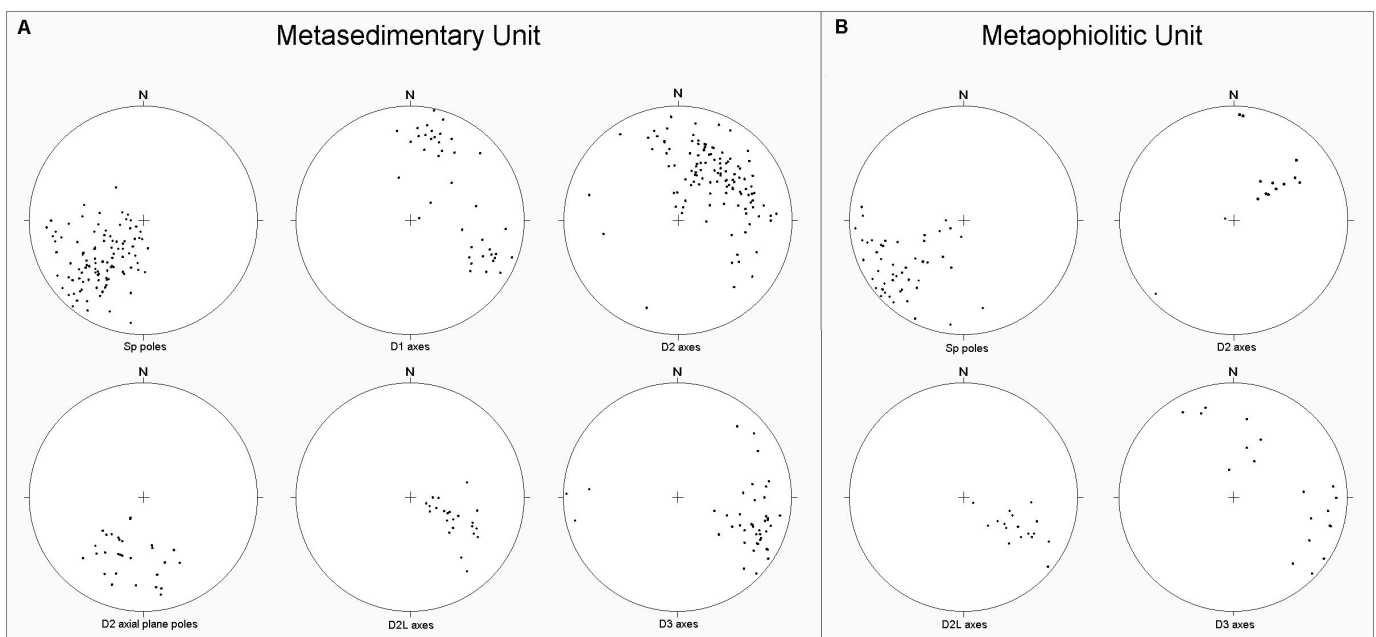 A
Metasedimentary Unit
N
N
N
Sp poles
D1 axes
D2 axes
N
N
N
D2 axial plane poles
D2L axes
D3 axes
B
Metaophiolitic Unit
N
N
Sp poles
D2 axes
N
N
D2L axes
D3 axes